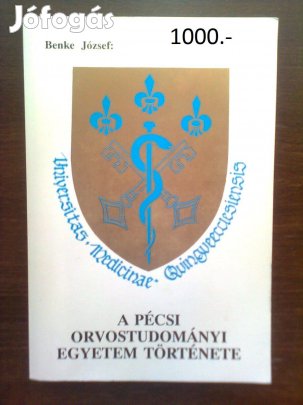 Jófogás
1000.-
Benke József:
Universitas • Medicinae • Quinqueecclesiensis
A PÉCSI
ORVOSTUDOMÁNYI
EGYETEM TÖRTÉNETE